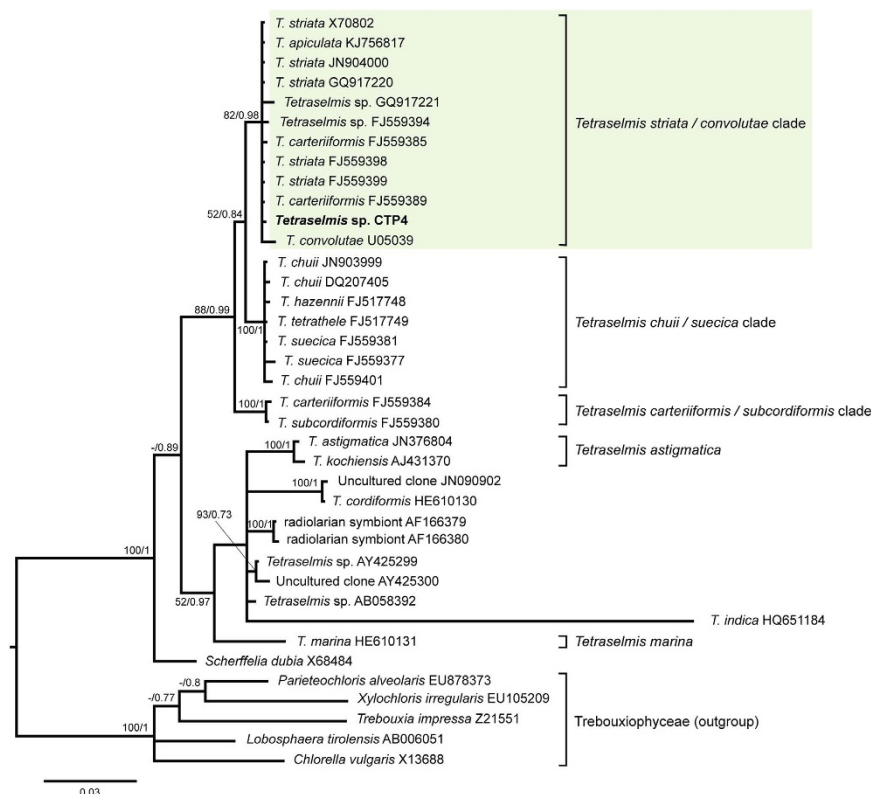 T. striata X70802
T. apiculata KJ756817
T. striata JN904000
T. striata GQ917220
Tetraselmis sp. GQ917221
82/0.98
Tetraselmis sp. FJ559394
Tetraselmis striata / convolutae clade
T. carteriiformis FJ559385
T. striata FJ559398
T. striata FJ559399
T. carteriiformis FJ559389
52/0.84
Tetraselmis sp. CTP4
T. convolutae U05039
T. chuii JN903999
T. chuii DQ207405
T. hazennii FJ517748
88/0.99
T. tetrathele FJ517749
Tetraselmis chuii / suecica clade
100/1
T. suecica FJ559381
T. suecica FJ559377
T. chuii FJ559401
T. carteriiformis FJ559384
100/1
Tetraselmis carteriiformis / subcordiformis clade
T. subcordiformis FJ559380
T. astigmatica JN376804
100/1
Tetraselmis astigmatica
-/0.89
T. kochiensis AJ431370
Uncultured clone JN090902
100/1
T. cordiformis HE610130
93/0.73
100/1
radiolarian symbiont AF166379
radiolarian symbiont AF166380
100/1
Tetraselmis sp. AY425299
Uncultured clone AY425300
52/0.97
Tetraselmis sp. AB058392
T. indica HQ651184
T. marina HE610131
Tetraselmis marina
Scherffelia dubia X68484
-/0.8
Parieteochloris alveolaris EU878373
-/0.77
Xylochloris irregularis EU105209
Trebouxia impressa Z21551
Trebouxiophyceae (outgroup)
100/1
Lobosphaera tirolensis AB006051
Chlorella vulgaris X13688
0.03